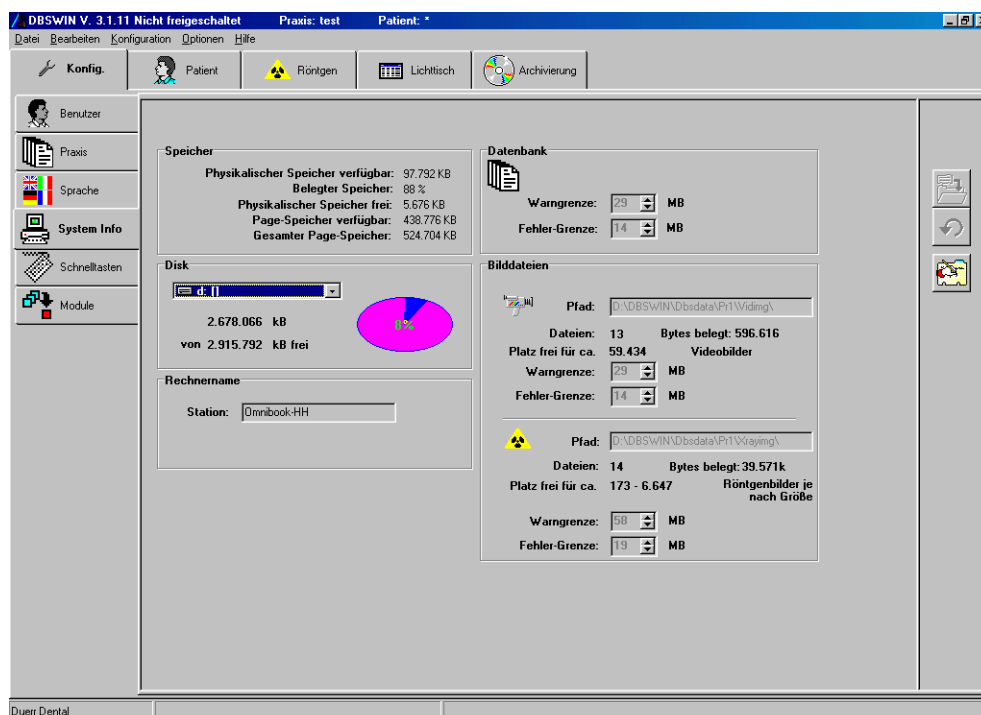 DBSWIN V. 3.1.11 Nicht freigeschaltet Praxis: test Patient: *
Datei Bearbeiten Konfiguration Optionen Hilfe
Konfig. Patient Röntgen Lichttisch Archivierung
Benutzer
Praxis
Sprache
System Info
Schnelltasten
Module
Speicher
Physikalischer Speicher verfügbar: 97.792 KB
Belegter Speicher: 88 %
Physikalischer Speicher frei: 5.676 KB
Page-Speicher verfügbar: 438.776 KB
Gesamter Page-Speicher: 524.704 KB
Disk
d: []
2.678.066 kB
8%
von 2.915.792 kB frei
Rechnername
Station: Omnibook-HH
Datenbank
Warngrenze: 29 MB
Fehler-Grenze: 14 MB
Bilddateien
Pfad: D:\DBSWIN\Dbsdata\Pr1\Vidimg\
Dateien: 13 Bytes belegt: 596.616
Platz frei für ca. 59.434 Videobilder
Warngrenze: 29 MB
Fehler-Grenze: 14 MB
Pfad: D:\DBSWIN\Dbsdata\Pr1\Xrayimg\
Dateien: 14 Bytes belegt: 39.571k
Platz frei für ca. 173 - 6.647 Röntgenbilder je
nach Größe
Warngrenze: 58 MB
Fehler-Grenze: 19 MB
Duerr Dental